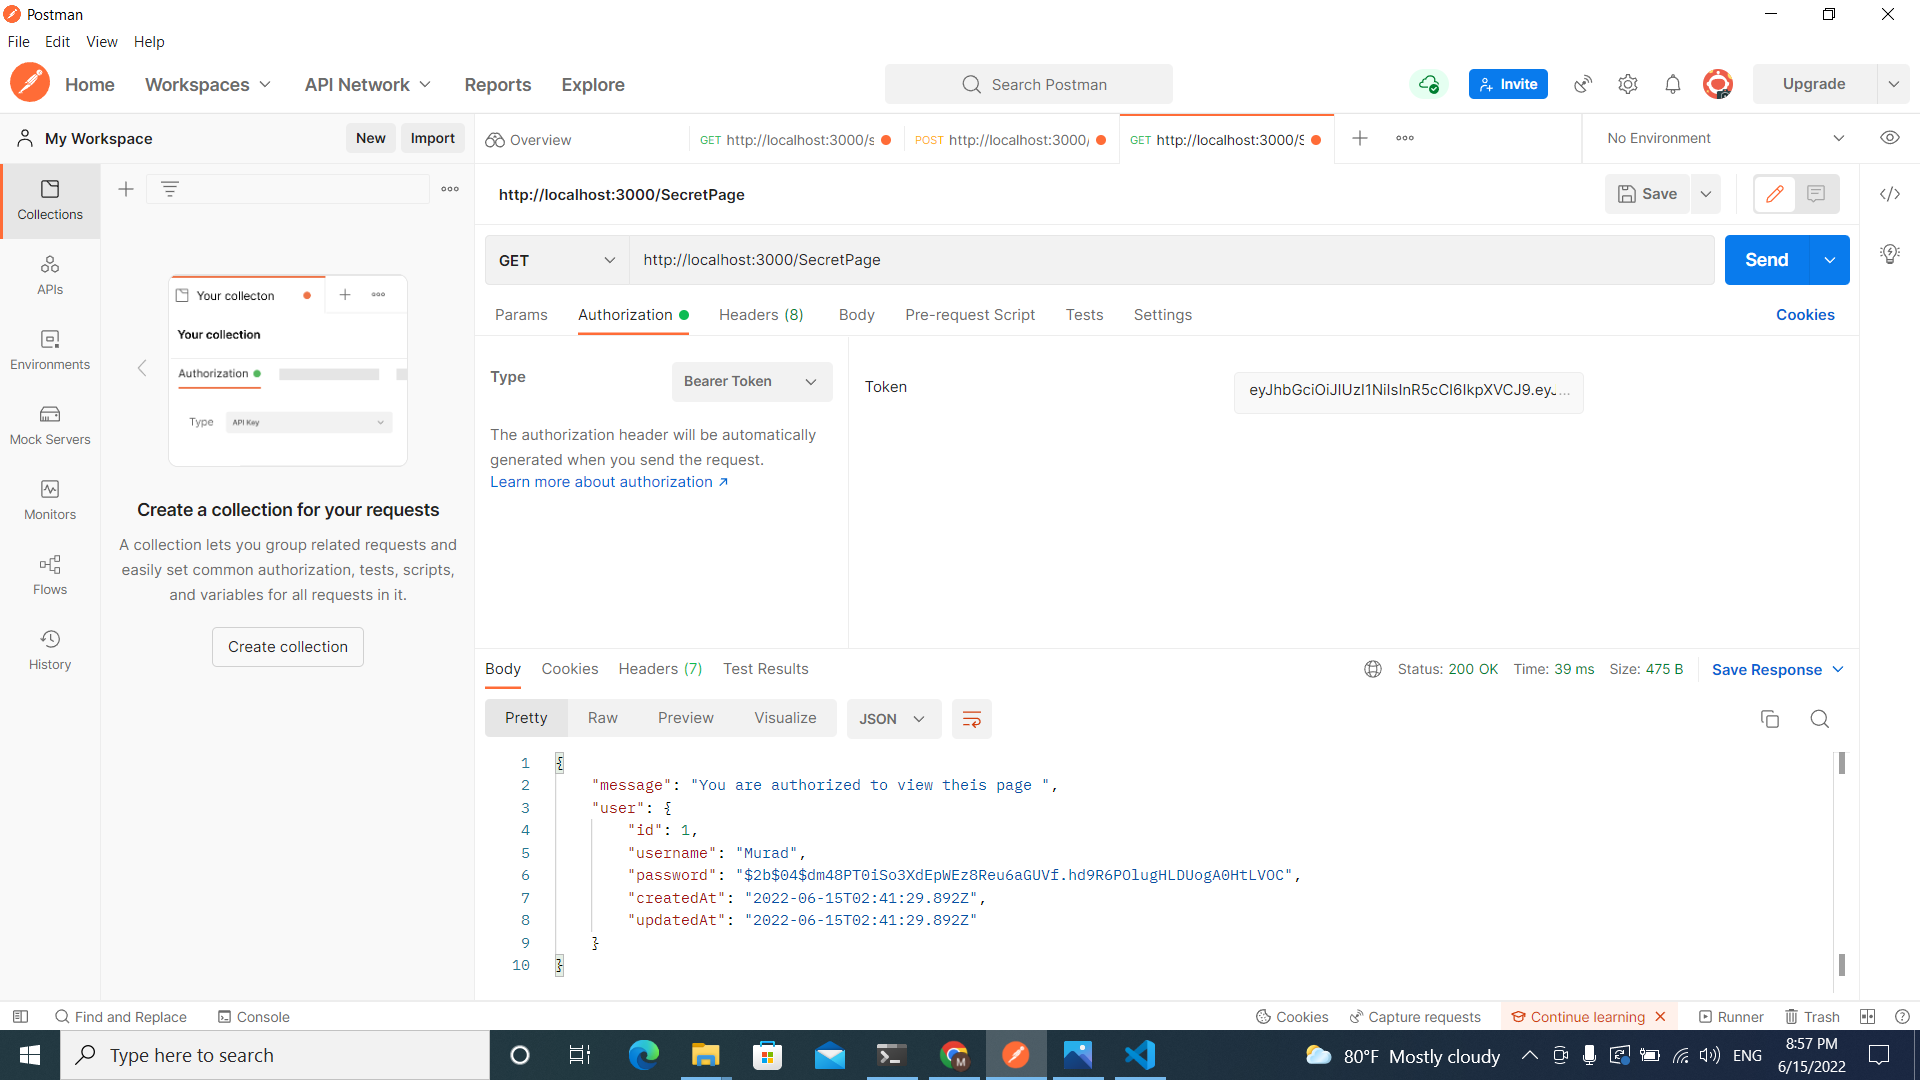 Postman
File Edit View Help
Home Workspaces API Network Reports Explore
Search Postman
Invite
Upgrade
My Workspace
New Import
Overview
GET http://localhost:3000/s
POST http://localhost:3000/
GET http://localhost:3000/S
No Environment
Collections
APIs
Environments
Mock Servers
Monitors
Flows
History
Your collecton
Your collection
Authorization
Type API Key
Create a collection for your requests
A collection lets you group related requests and
easily set common authorization, tests, scripts,
and variables for all requests in it.
Create collection
http://localhost:3000/SecretPage
Save
GET http://localhost:3000/SecretPage
Send
Params Authorization Headers (8) Body Pre-request Script Tests Settings
Cookies
Type Bearer Token
The authorization header will be automatically
generated when you send the request.
Learn more about authorization ↗
Token
eyJhbGciOiJIUzI1NiIsInR5cCI6IkpXVCJ9.eyJ...
Body Cookies Headers (7) Test Results
Status: 200 OK Time: 39 ms Size: 475 B Save Response
Pretty Raw Preview Visualize JSON
1 {
2 "message": "You are authorized to view theis page ",
3 "user": {
4 "id": 1,
5 "username": "Murad",
6 "password": "$2b$04$dm48PT0iSo3XdEpWEz8Reu6aGUVf.hd9R6POlugHLDUogA0HtLVOC",
7 "createdAt": "2022-06-15T02:41:29.892Z",
8 "updatedAt": "2022-06-15T02:41:29.892Z"
9 }
10 }
Find and Replace Console
Cookies Capture requests Continue learning Runner Trash
Type here to search
M
80°F Mostly cloudy
ENG
8:57 PM
6/15/2022